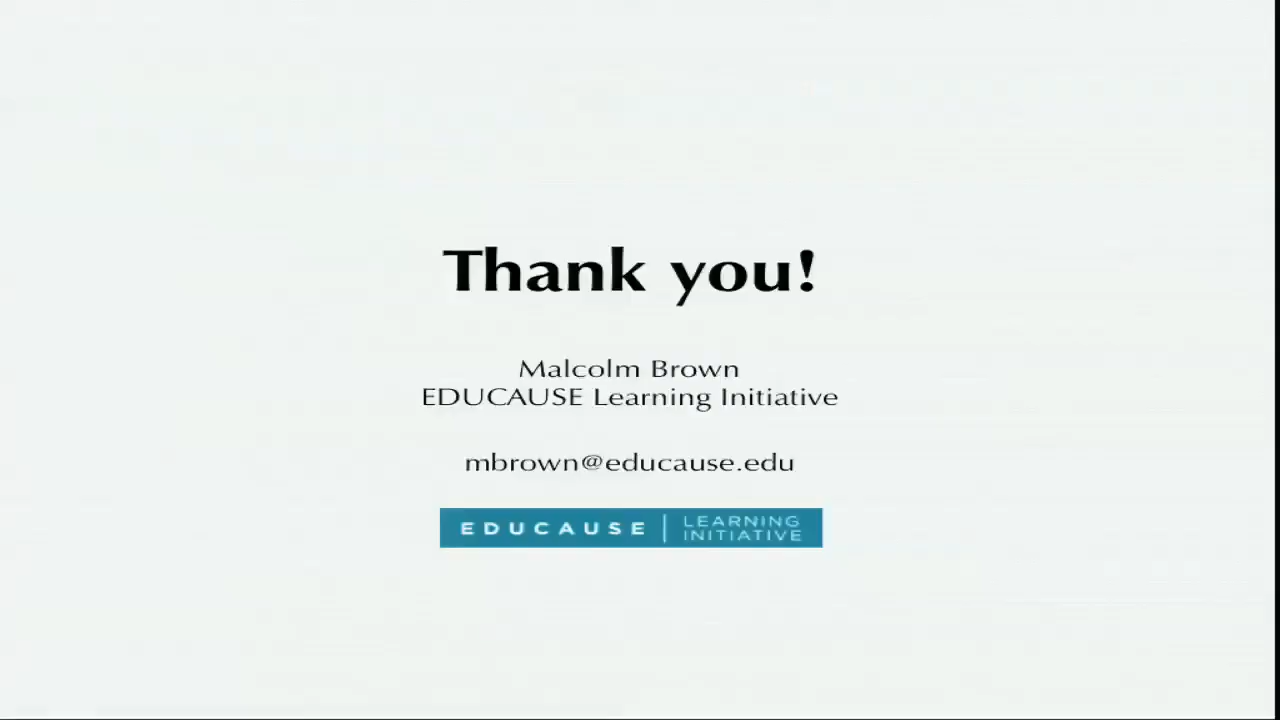 Thank you!
Malcolm Brown
EDUCAUSE Learning Initiative
mbrown@educause.edu
EDUCAUSE | LEARNING
INITIATIVE